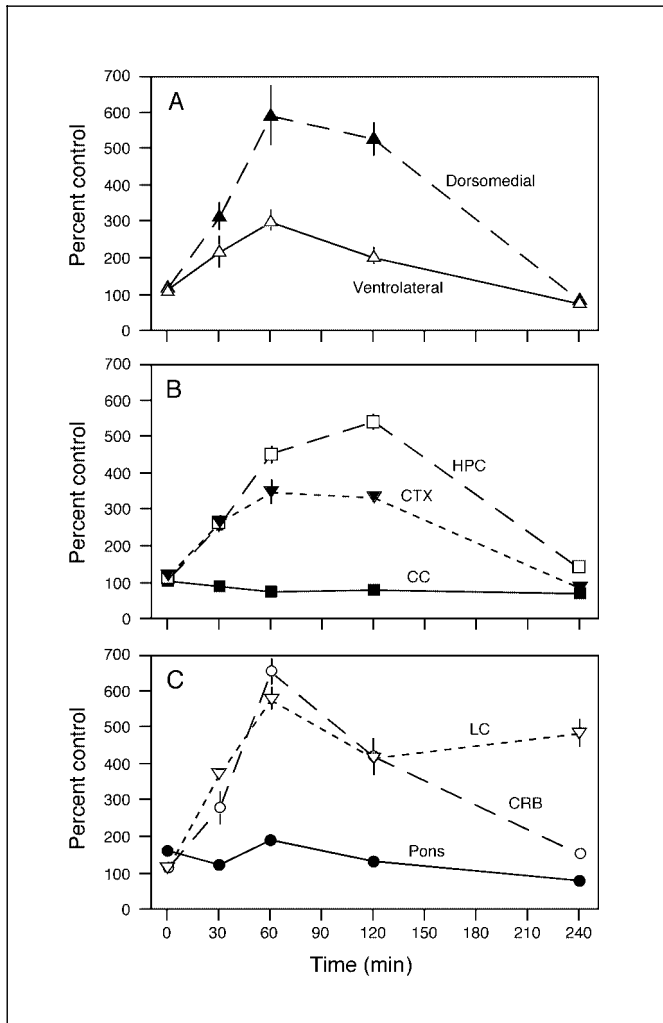 A
Percent control
700
600
500
400
300
200
100
0
Dorsomedial
Ventrolateral
B
Percent control
700
600
500
400
300
200
100
0
HPC
CTX
CC
C
Percent control
700
600
500
400
300
200
100
0
LC
CRB
Pons
0 30 60 90 120 150 180 210 240
Time (min)